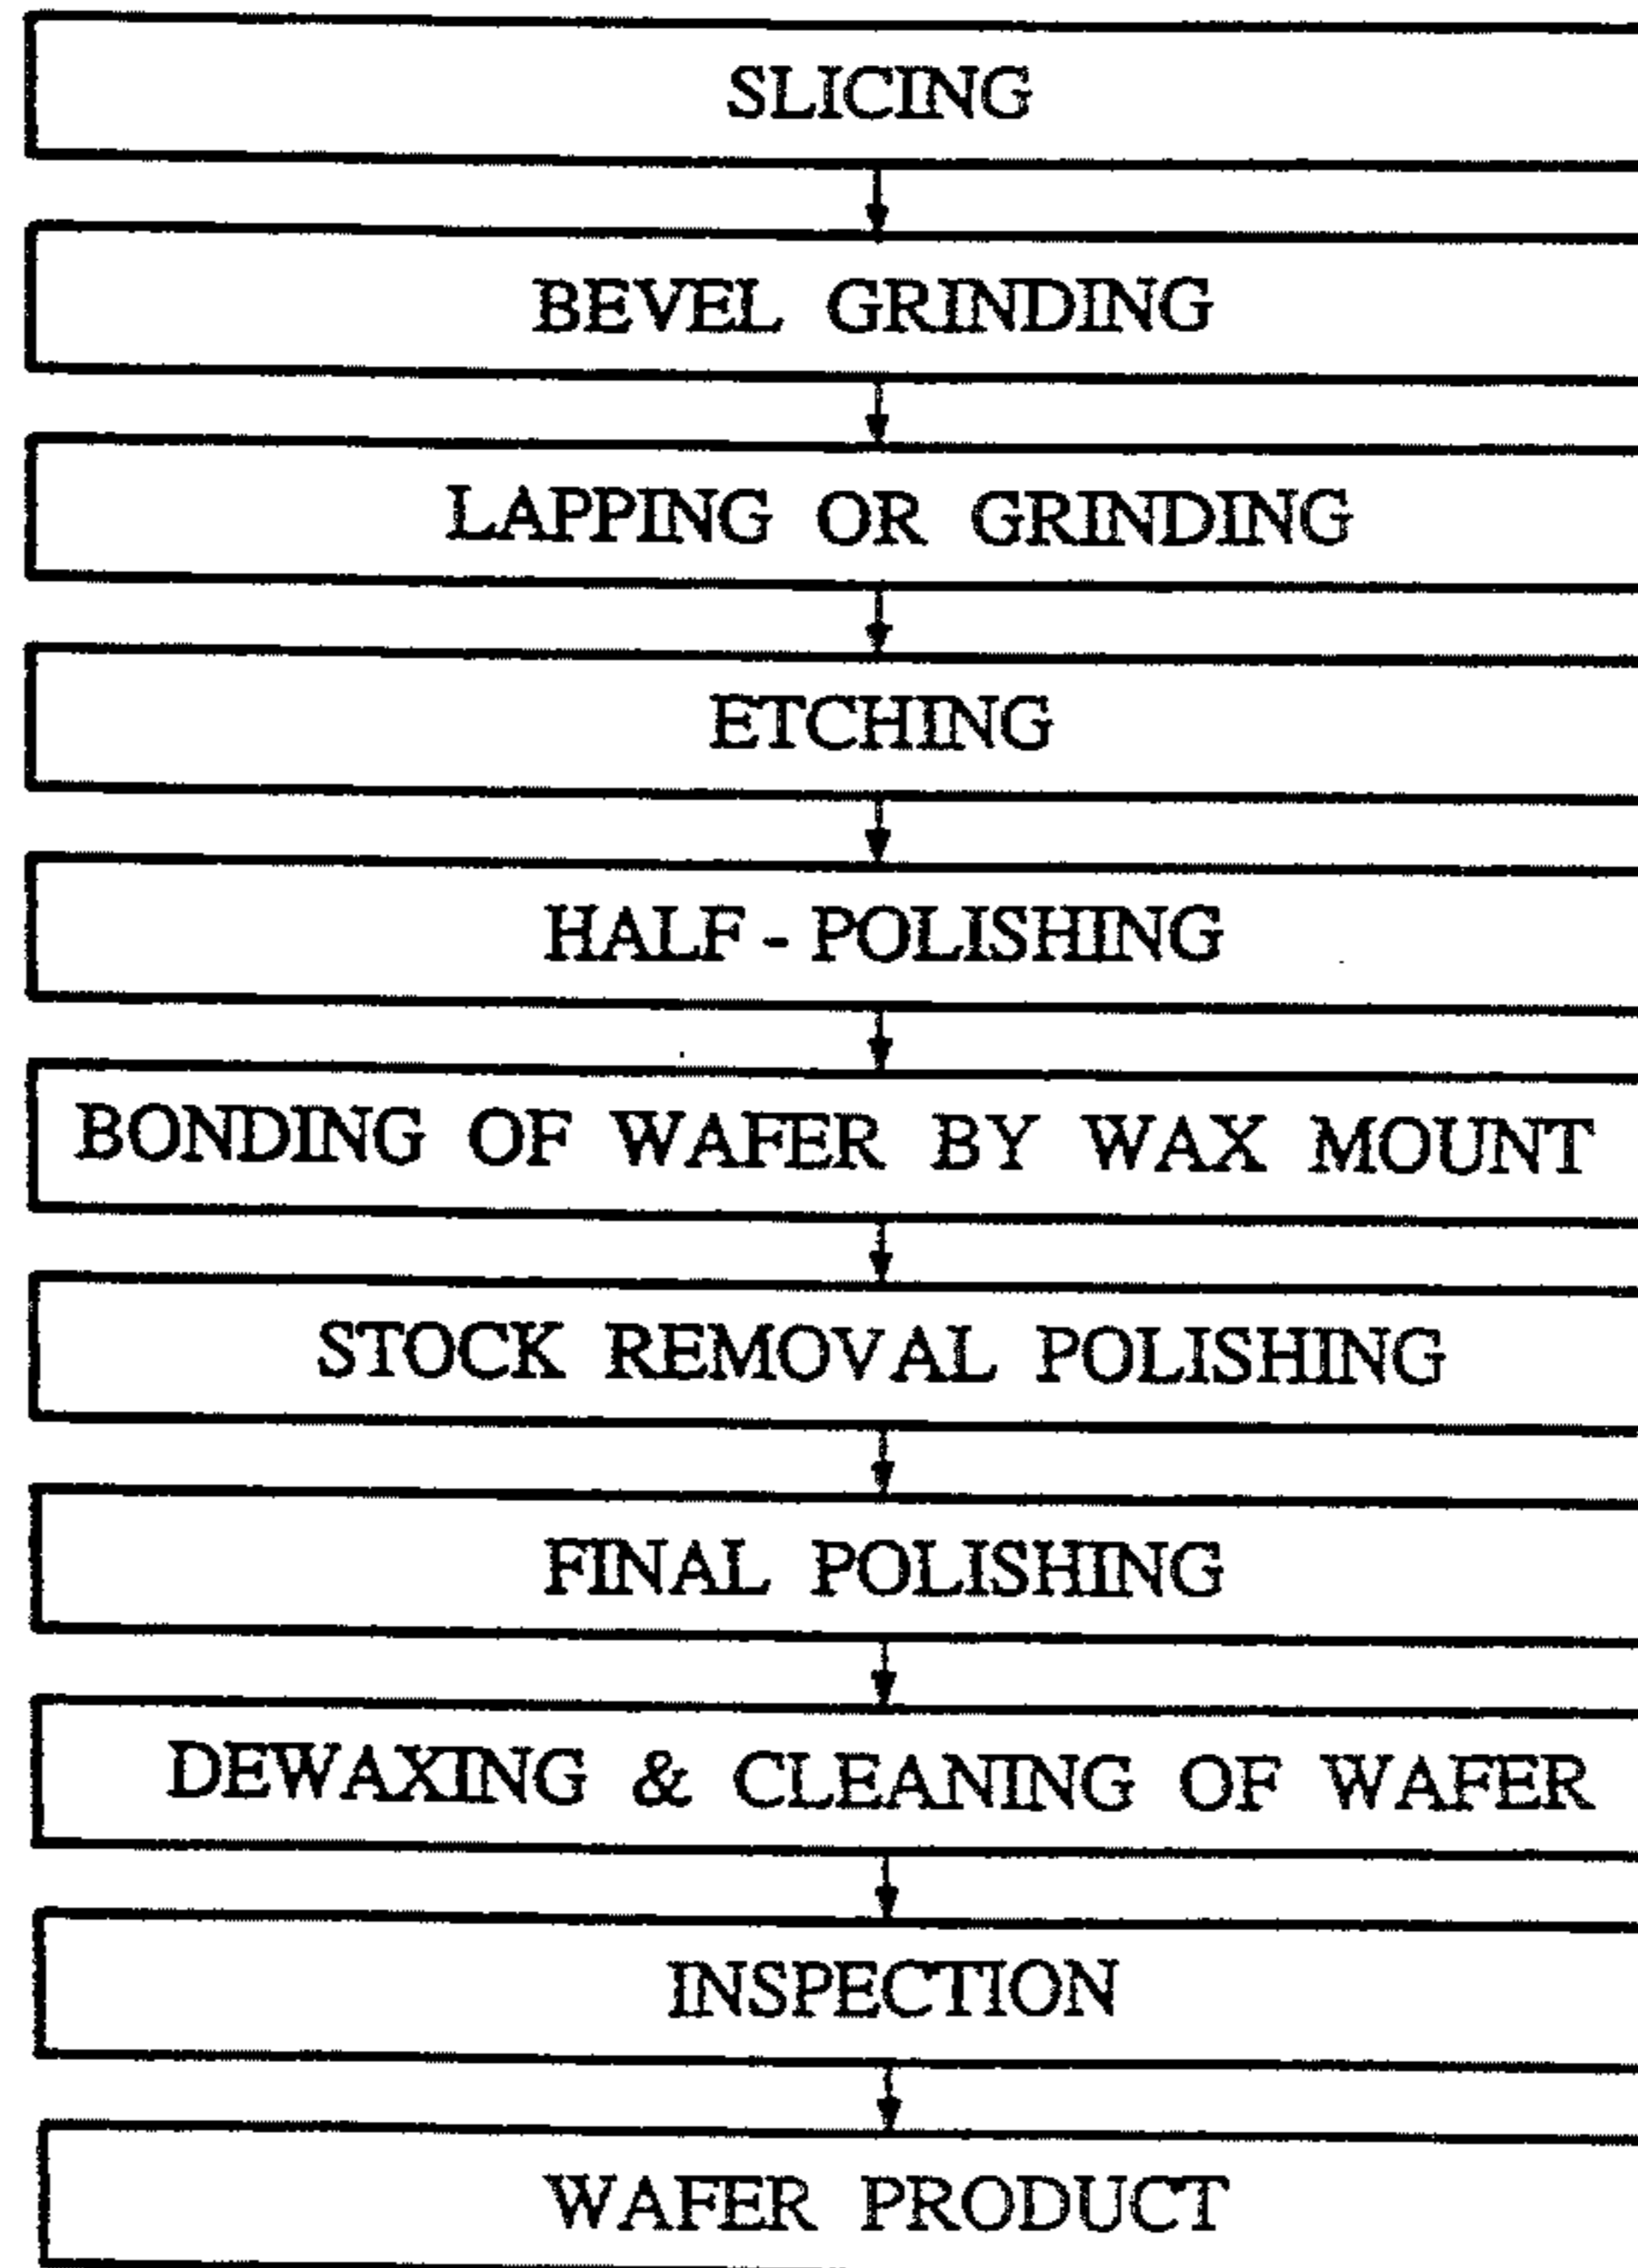 SLICING
BEVEL GRINDING
LAPPING OR GRINDING
ETCHING
HALF - POLISHING
BONDING OF WAFER BY WAX MOUNT
STOCK REMOVAL POLISHING
FINAL POLISHING
DEWAXING & CLEANING OF WAFER
INSPECTION
WAFER PRODUCT